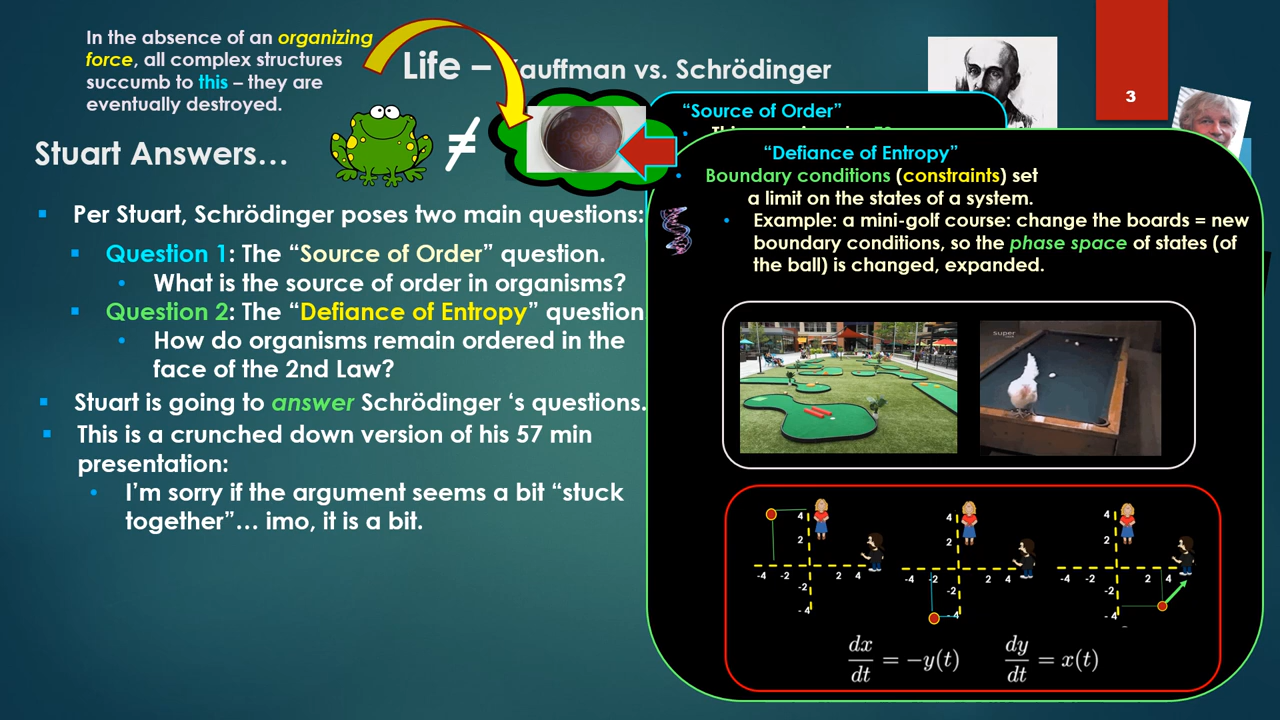 In the absence of an organizing
force, all complex structures
succumb to this – they are
eventually destroyed.
Life – auffman vs. Schrödinger
3
Stuart Answers…
≠
Per Stuart, Schrödinger poses two main questions:
Question 1: The “Source of Order” question.
What is the source of order in organisms?
Question 2: The “Defiance of Entropy” question
How do organisms remain ordered in the
face of the 2nd Law?
Stuart is going to answer Schrödinger ‘s questions.
This is a crunched down version of his 57 min
presentation:
I’m sorry if the argument seems a bit “stuck
together”… imo, it is a bit.
“Source of Order”
“Defiance of Entropy”
Boundary conditions (constraints) set
a limit on the states of a system.
Example: a mini-golf course: change the boards = new
boundary conditions, so the phase space of states (of
the ball) is changed, expanded.
super
4
2
-4 -2 2 4
-2
- 4
4
2
-4 -2 2 4
-2
- 4
4
2
-4 -2 2 4
-2
- 4
dx/dt = −y(t) dy/dt = x(t)